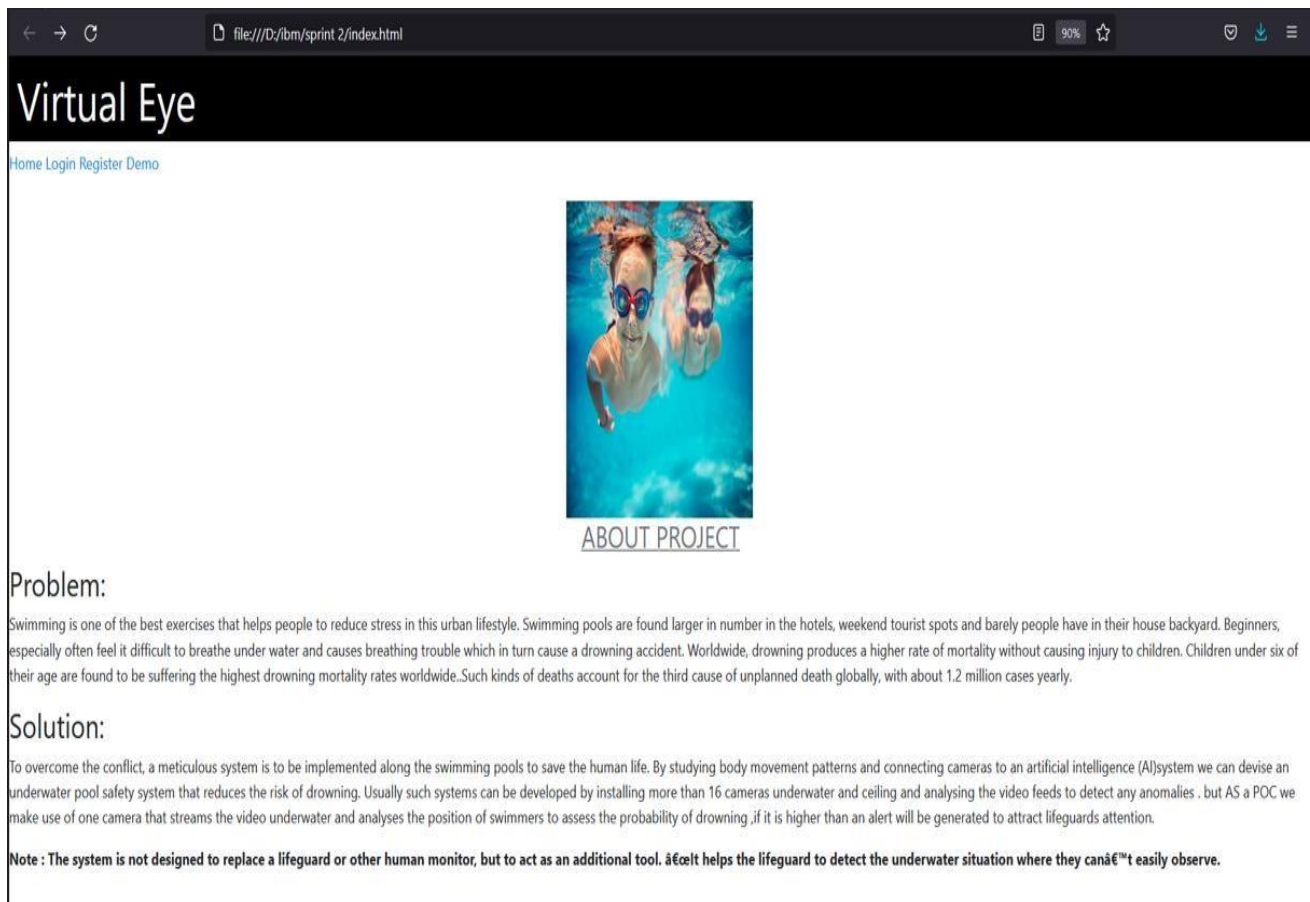 file:///D:/ibm/sprint 2/index.html
90%
Virtual Eye
Home Login Register Demo
ABOUT PROJECT
Problem:
Swimming is one of the best exercises that helps people to reduce stress in this urban lifestyle. Swimming pools are found larger in number in the hotels, weekend tourist spots and barely people have in their house backyard. Beginners,
especially often feel it difficult to breathe under water and causes breathing trouble which in turn cause a drowning accident. Worldwide, drowning produces a higher rate of mortality without causing injury to children. Children under six of
their age are found to be suffering the highest drowning mortality rates worldwide..Such kinds of deaths account for the third cause of unplanned death globally, with about 1.2 million cases yearly.
Solution:
To overcome the conflict, a meticulous system is to be implemented along the swimming pools to save the human life. By studying body movement patterns and connecting cameras to an artificial intelligence (AI)system we can devise an
underwater pool safety system that reduces the risk of drowning. Usually such systems can be developed by installing more than 16 cameras underwater and ceiling and analysing the video feeds to detect any anomalies . but AS a POC we
make use of one camera that streams the video underwater and analyses the position of swimmers to assess the probability of drowning ,if it is higher than an alert will be generated to attract lifeguards attention.
Note : The system is not designed to replace a lifeguard or other human monitor, but to act as an additional tool. â€œIt helps the lifeguard to detect the underwater situation where they canâ€™t easily observe.